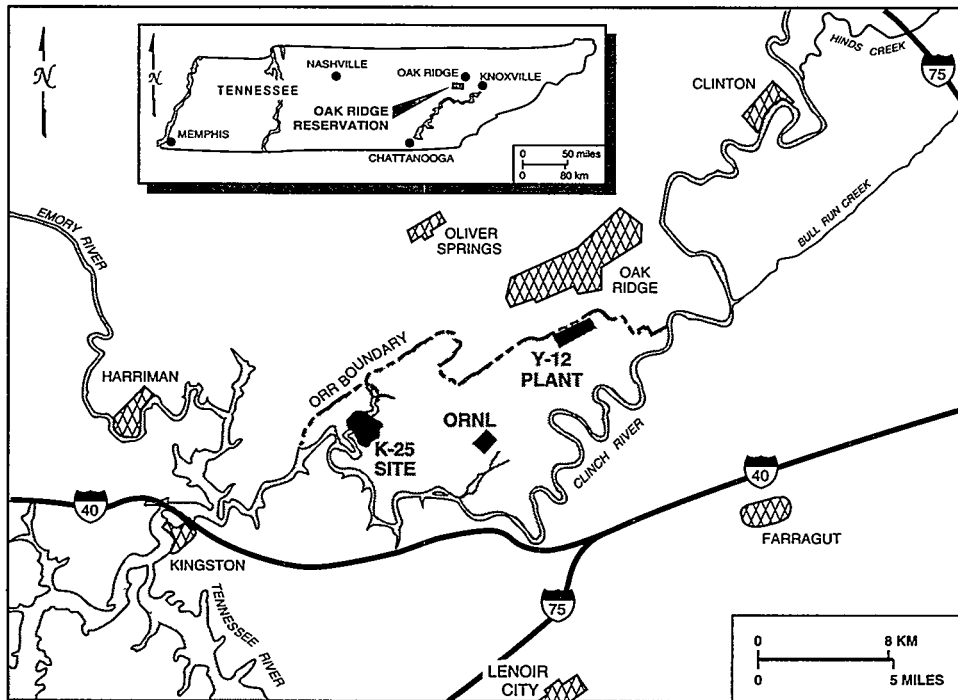 N
N
NASHVILLE
TENNESSEE
OAK RIDGE
KNOXVILLE
OAK RIDGE
RESERVATION
MEMPHIS
CHATTANOOGA
0 50 miles
0 80 km
HINDS CREEK
75
CLINTON
BULL RUN CREEK
EMORY RIVER
OLIVER
SPRINGS
OAK
RIDGE
Y-12
PLANT
ORR BOUNDARY
HARRIMAN
K-25
SITE
ORNL
CLINCH RIVER
40
40
KINGSTON
FARRAGUT
TENNESSEE
RIVER
75
LENOIR
CITY
0 8 KM
0 5 MILES